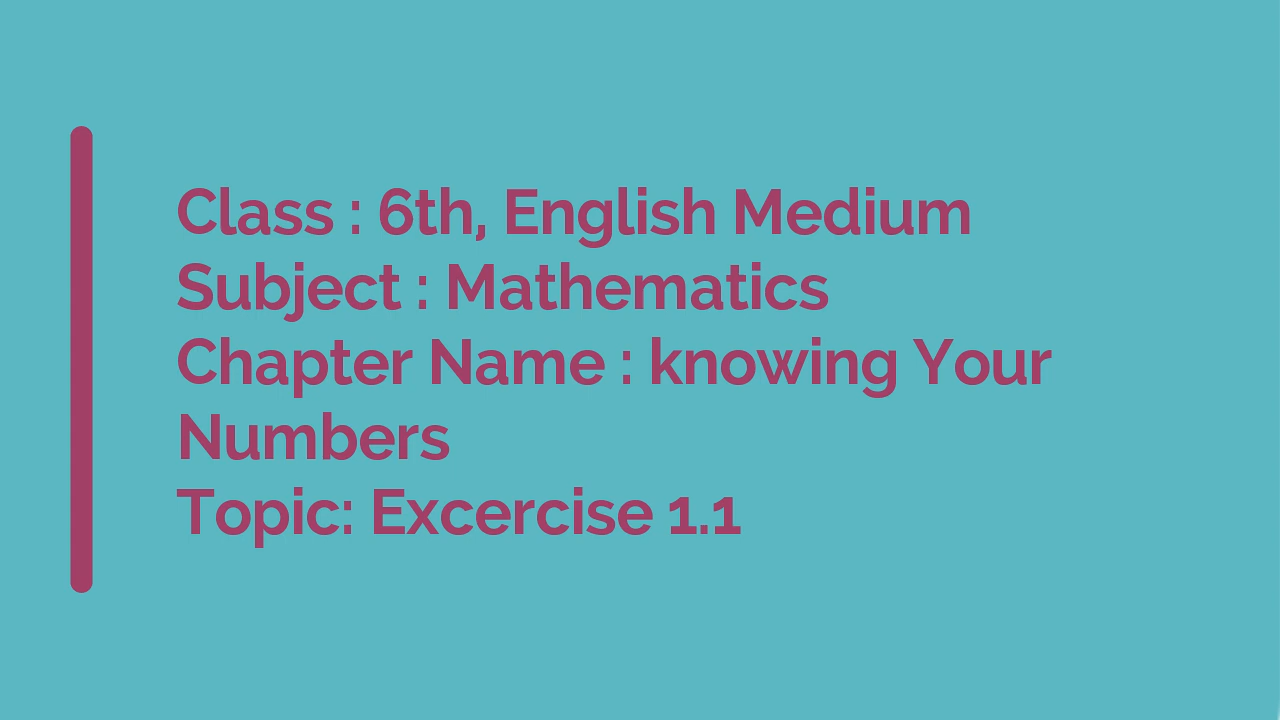 Class : 6th, English Medium
Subject : Mathematics
Chapter Name : knowing Your
Numbers
Topic: Excercise 1.1